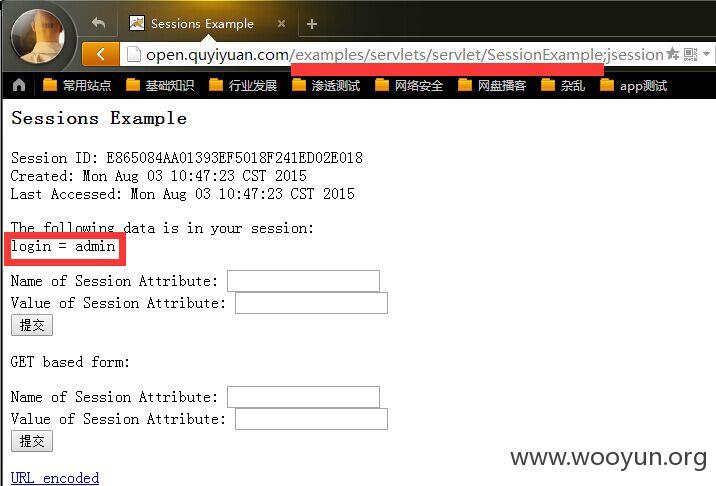 Sessions Example
open.quyiyuan.com/examples/servlets/servlet/SessionExample;jsession
常用站点 基础知识 行业发展 渗透测试 网络安全 网盘播客 杂乱 app测试
Sessions Example
Session ID: E865084AA01393EF5018F241ED02E018
Created: Mon Aug 03 10:47:23 CST 2015
Last Accessed: Mon Aug 03 10:47:23 CST 2015
The following data is in your session:
login = admin
Name of Session Attribute:
Value of Session Attribute:
提交
GET based form:
Name of Session Attribute:
Value of Session Attribute:
提交
URL encoded
www.wooyun.org